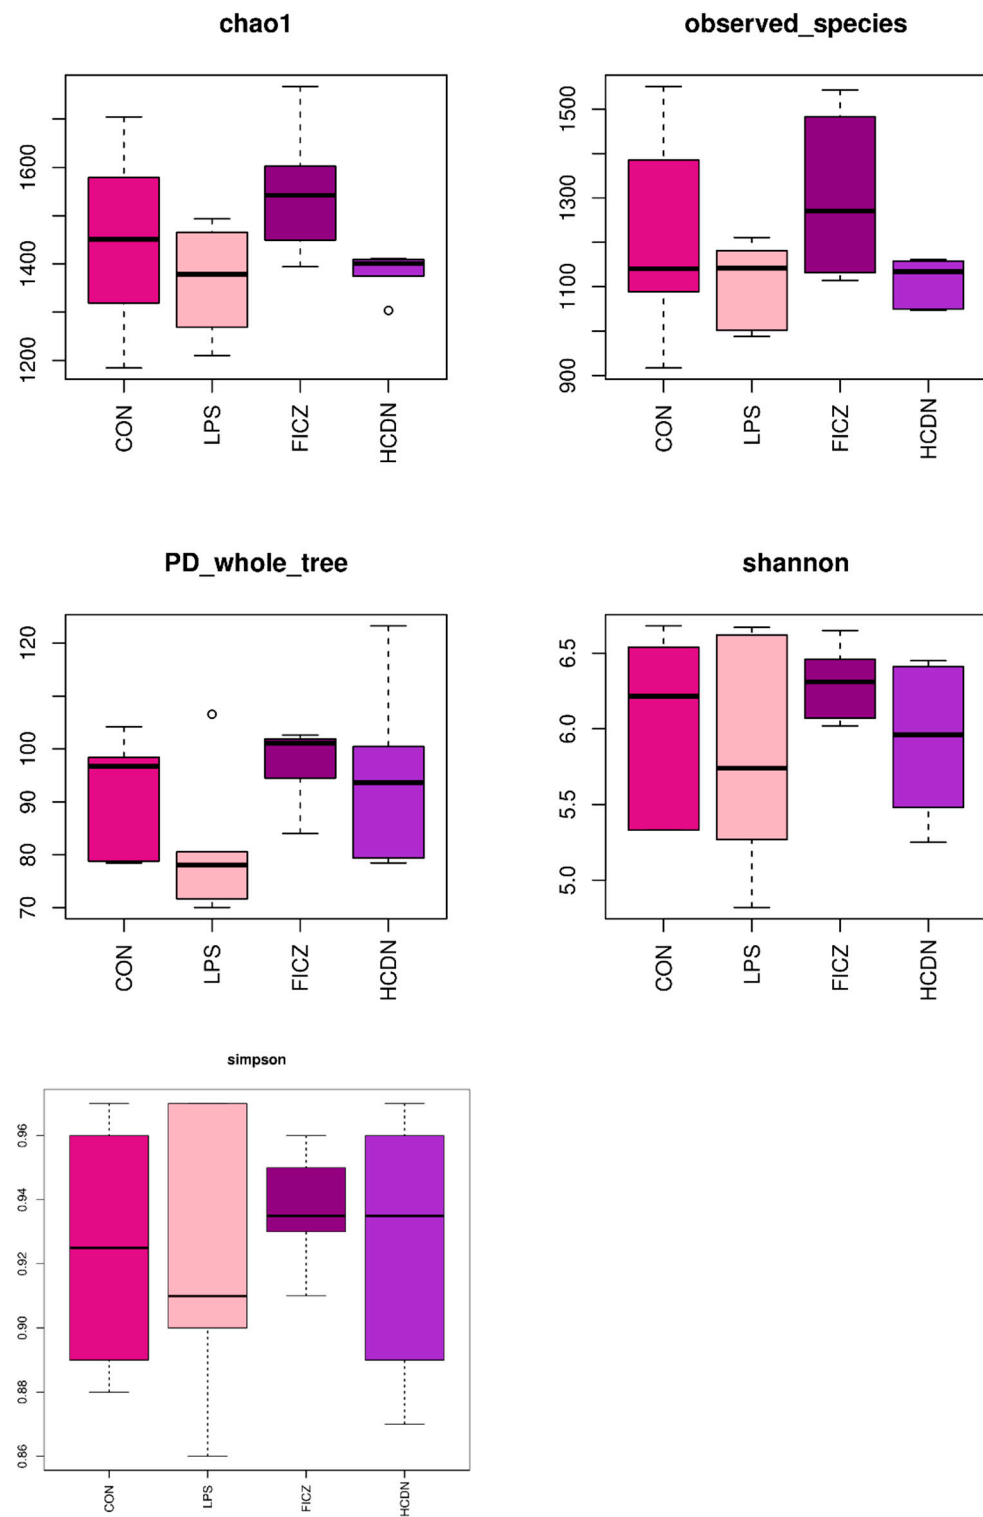 chao1
1600
1400
1200
CON
LPS
FICZ
HCDN
observed_species
1500
1300
1100
900
CON
LPS
FICZ
HCDN
PD_whole_tree
120
100
90
80
70
CON
LPS
FICZ
HCDN
shannon
6.5
6.0
5.5
5.0
CON
LPS
FICZ
HCDN
simpson
0.96
0.94
0.92
0.90
0.88
0.86
CON
LPS
FICZ
HCDN